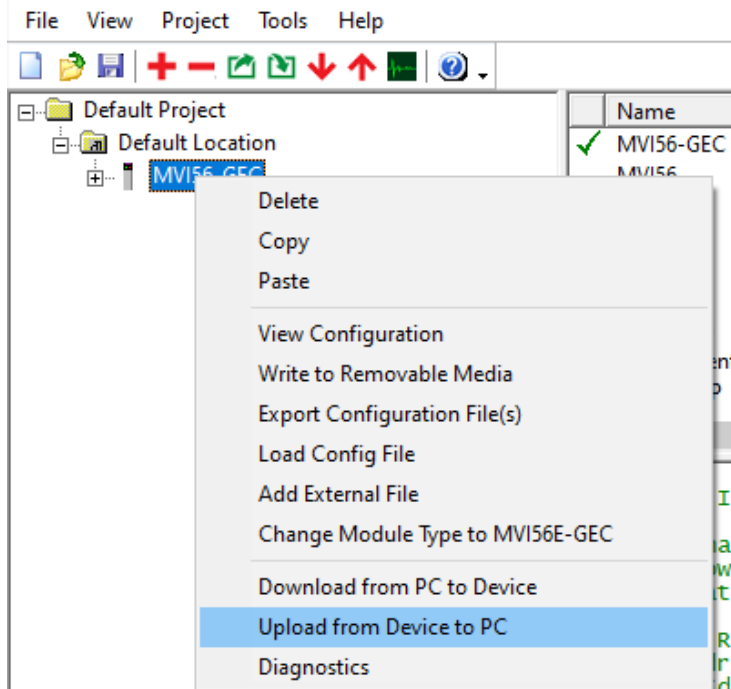 File View Project Tools Help
Default Project
Default Location
MVI56-GEC
Name
MVI56-GEC
MVI56
Delete
Copy
Paste
View Configuration
Write to Removable Media
Export Configuration File(s)
Load Config File
Add External File
Change Module Type to MVI56E-GEC
Download from PC to Device
Upload from Device to PC
Diagnostics